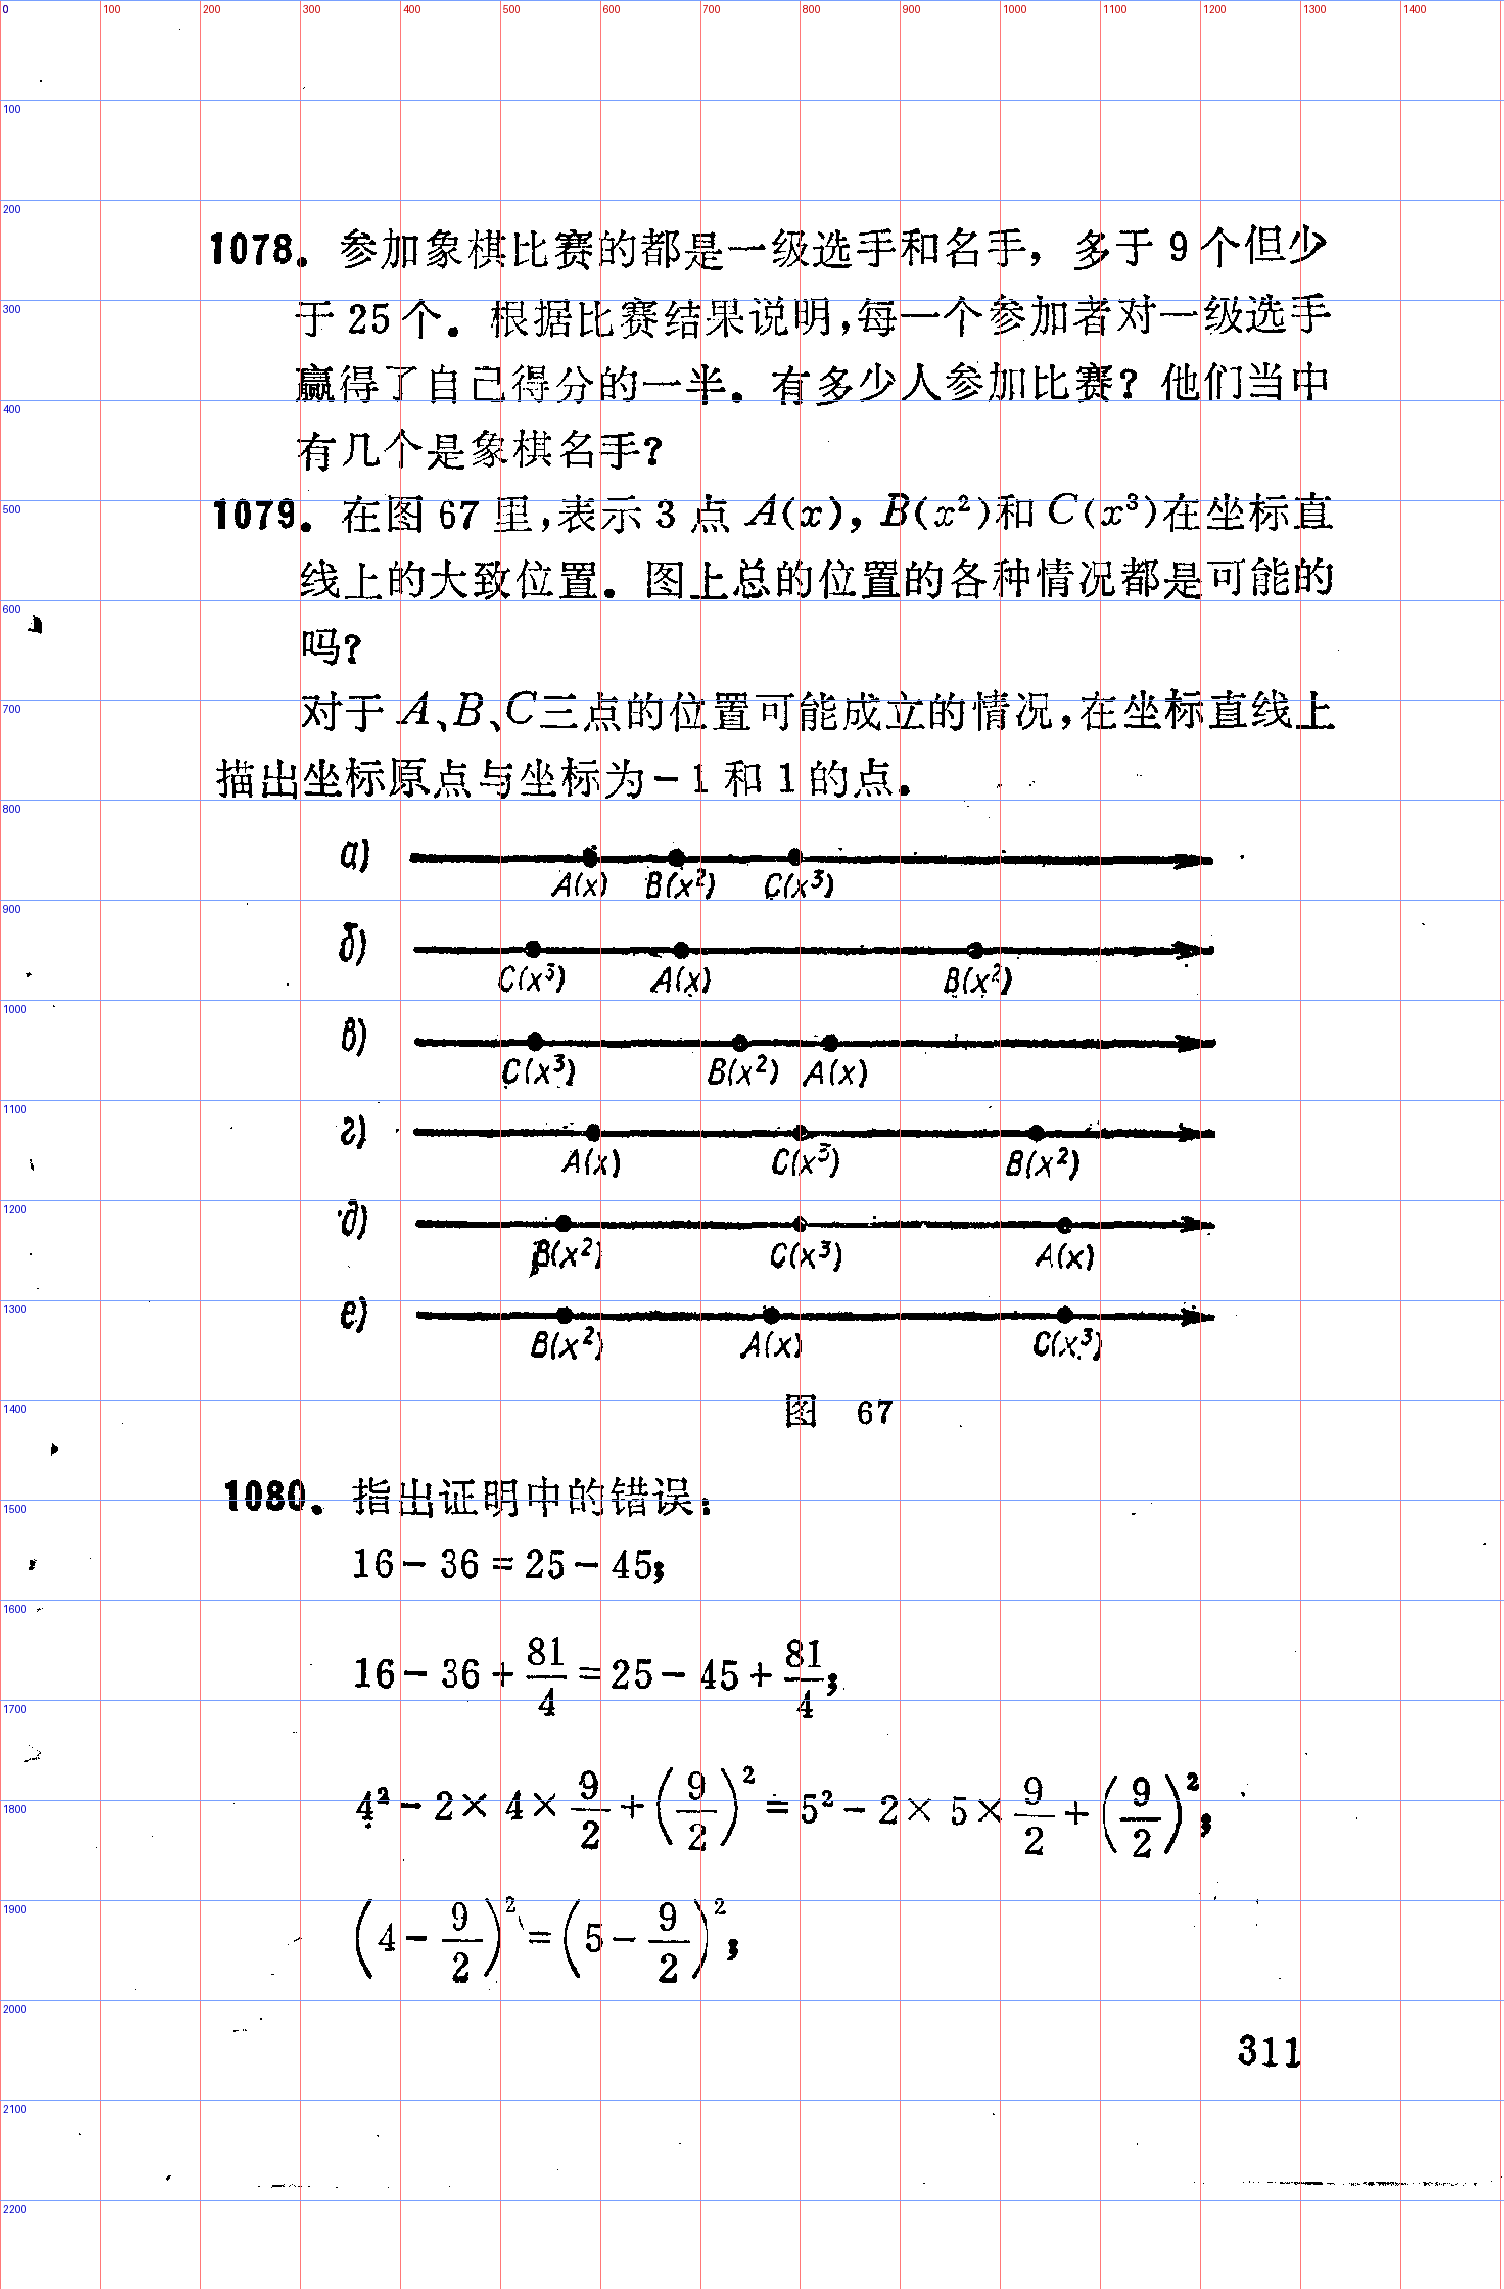 1078. 参加象棋比赛的都是一级选手和名手, 多于 9 个但少
于 25 个. 根据比赛结果说明, 每一个参加者对一级选手
赢得了自己得分的一半. 有多少人参加比赛? 他们当中
有几个是象棋名手?
1079. 在图 67 里, 表示 3 点 A(x), B(x²)和 C(x³)在坐标直
线上的大致位置. 图上总的位置的各种情况都是可能的
吗?
对于 A、B、C三点的位置可能成立的情况, 在坐标直线上
描出坐标原点与坐标为-1 和 1 的点.
а)
A(x) B(x²) C(x³)
б)
C(x³) A(x) B(x²)
в)
C(x³) B(x²) A(x)
г)
A(x) C(x³) B(x²)
д)
B(x²) C(x³) A(x)
е)
B(x²) A(x) C(x³)
图 67
1080. 指出证明中的错误:
16-36=25-45;
16-36+81/4=25-45+81/4;
4²-2×4×9/2+(9/2)²=5²-2×5×9/2+(9/2)²;
(4-9/2)²=(5-9/2)²;
311